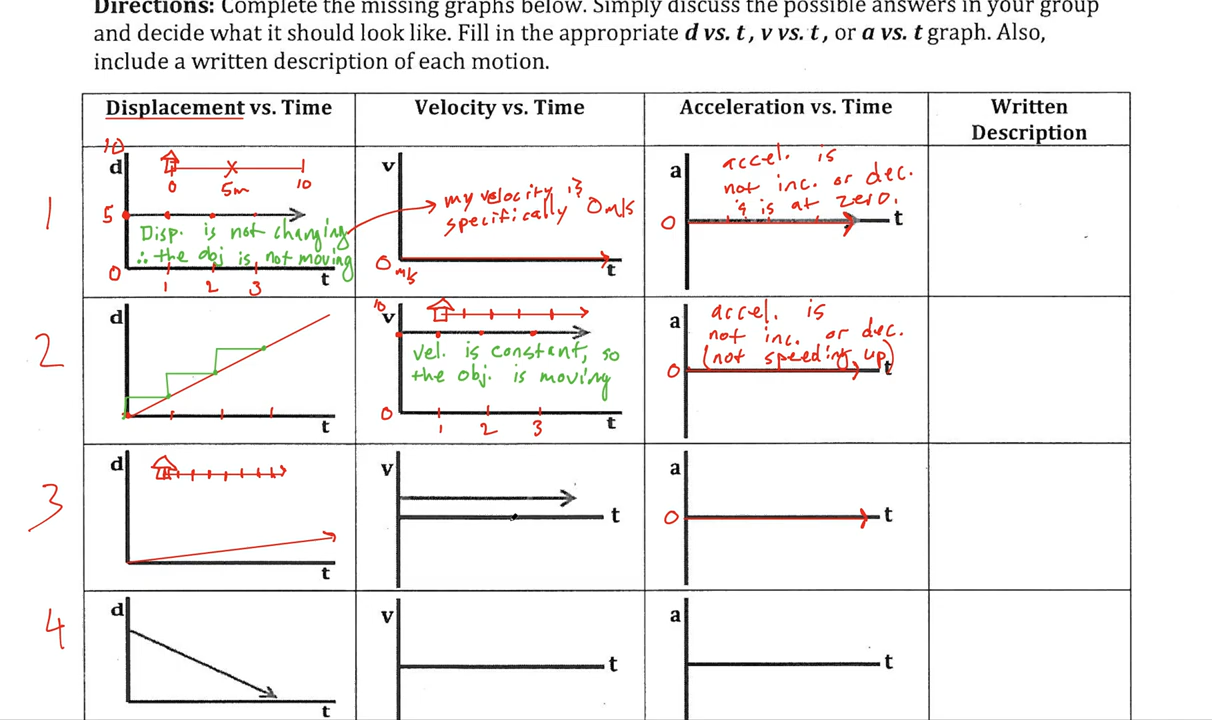 Directions: Complete the missing graphs below. Simply discuss the possible answers in your group
and decide what it should look like. Fill in the appropriate d vs. t, v vs. t, or a vs. t graph. Also,
include a written description of each motion.
Displacement vs. Time
Velocity vs. Time
Acceleration vs. Time
Written
Description
1
10
d
0
5m
10
5
Disp. is not changing
∴ the obj is not moving
0
1 2 3
t
v
my velocity is
specifically 0m/s
0 m/s
t
a
accel. is
not inc. or dec.
is at zero.
0
t
2
d
t
10
v
vel. is constant, so
the obj. is moving
0
1 2 3
t
a
accel. is
not inc. or dec.
(not speeding up)
0
t
3
d
t
v
t
a
0
t
4
d
t
v
t
a
t